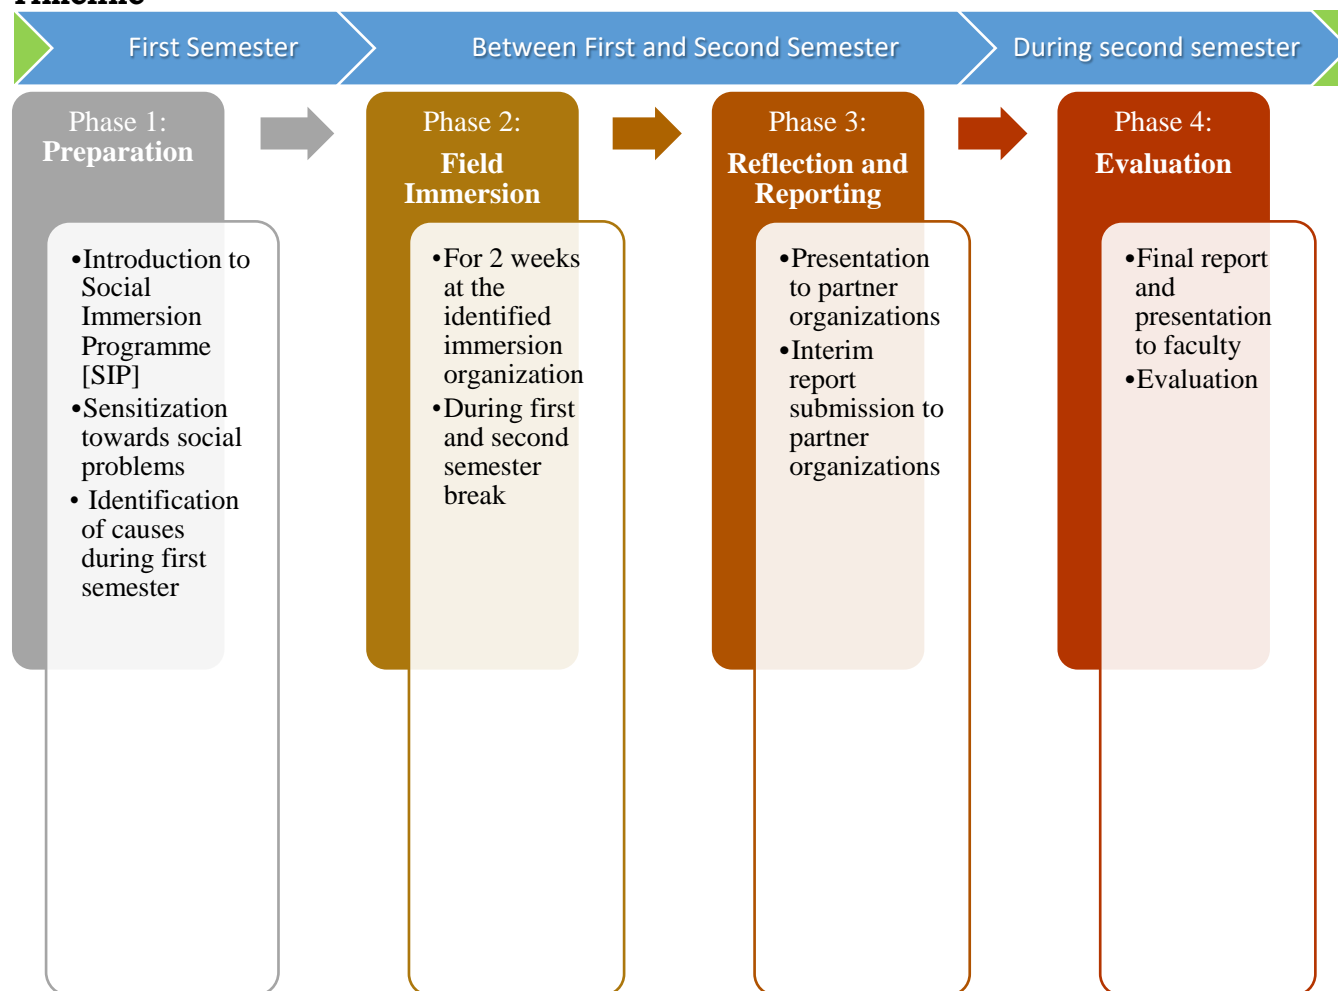 Timeline
First Semester
Between First and Second Semester
During second semester
Phase 1:
Preparation
•Introduction to
Social
Immersion
Programme
[SIP]
•Sensitization
towards social
problems
• Identification
of causes
during first
semester
Phase 2:
Field
Immersion
•For 2 weeks
at the
identified
immersion
organization
•During first
and second
semester
break
Phase 3:
Reflection and
Reporting
•Presentation
to partner
organizations
•Interim
report
submission to
partner
organizations
Phase 4:
Evaluation
•Final report
and
presentation
to faculty
•Evaluation